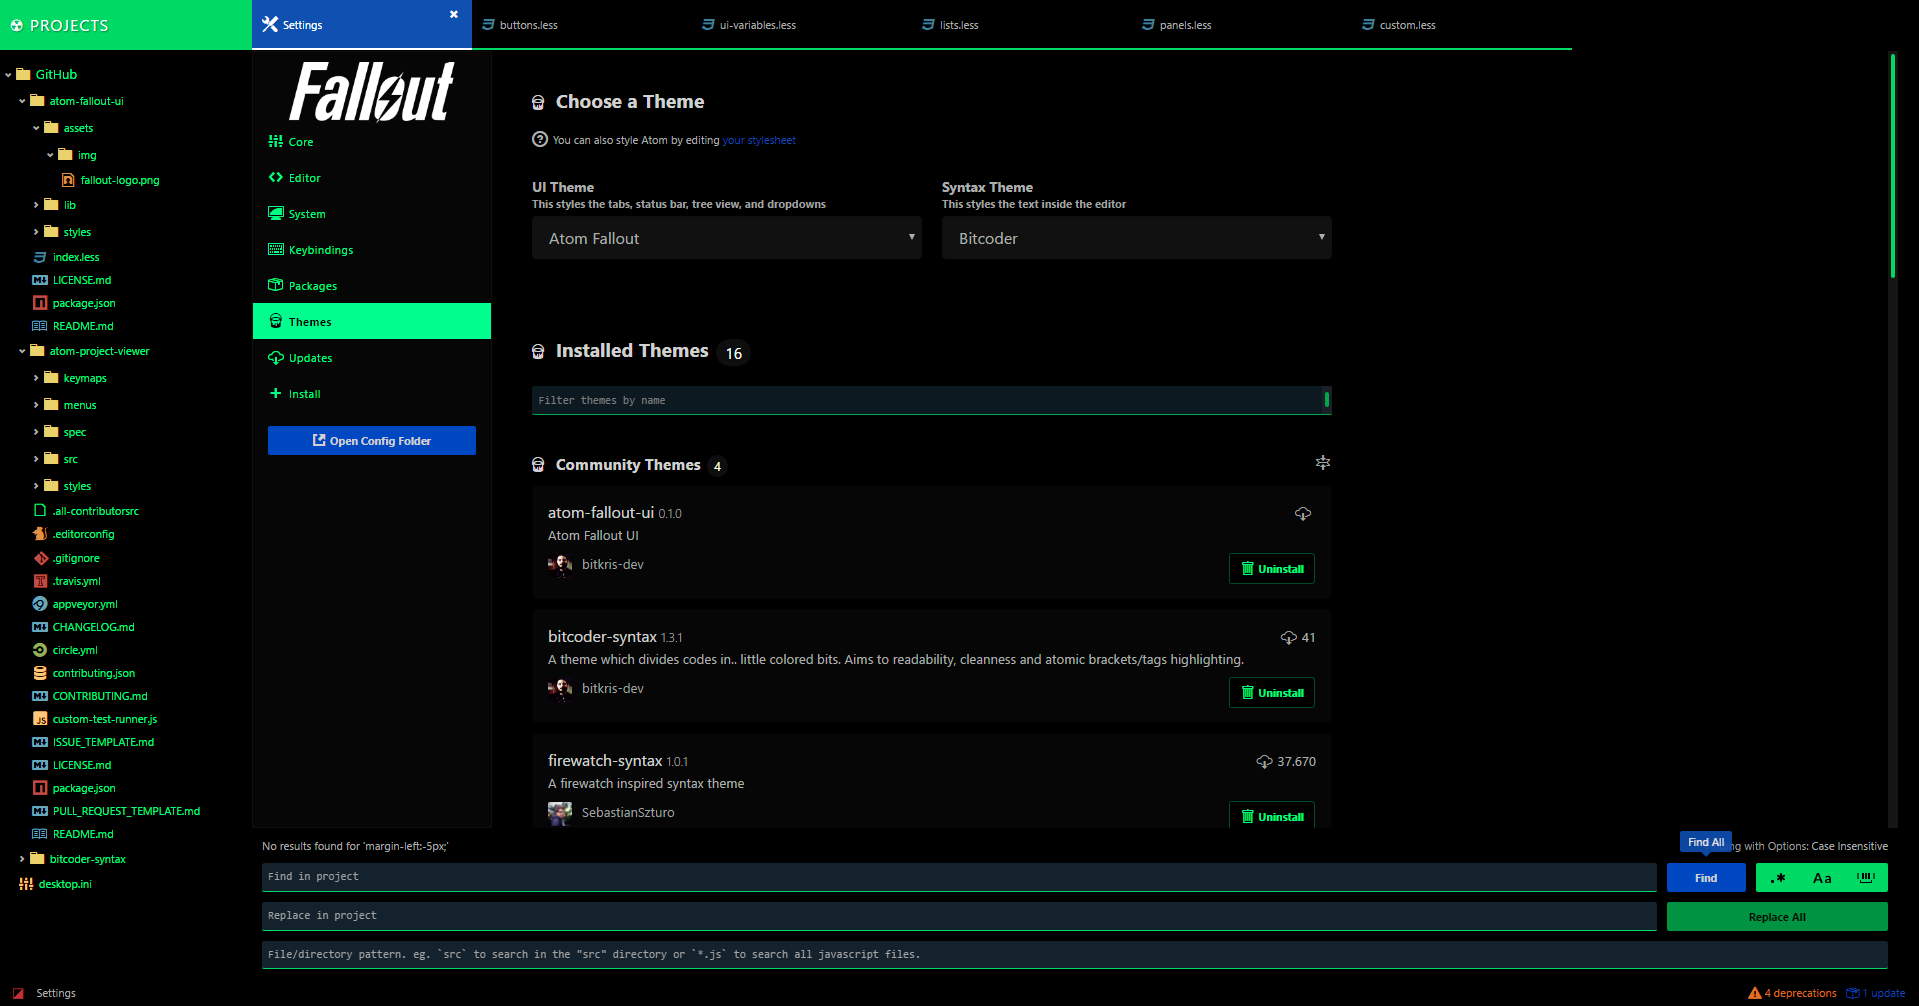 PROJECTS
Settings
buttons.less
ui-variables.less
lists.less
panels.less
custom.less
GitHub
atom-fallout-ui
assets
img
fallout-logo.png
lib
styles
index.less
LICENSE.md
package.json
README.md
atom-project-viewer
keymaps
menus
spec
src
styles
.all-contributorsrc
.editorconfig
.gitignore
.travis.yml
appveyor.yml
CHANGELOG.md
circle.yml
contributing.json
CONTRIBUTING.md
custom-test-runner.js
ISSUE_TEMPLATE.md
LICENSE.md
package.json
PULL_REQUEST_TEMPLATE.md
README.md
bitcoder-syntax
desktop.ini
Fallout
Core
Editor
System
Keybindings
Packages
Themes
Updates
Install
Open Config Folder
Choose a Theme
You can also style Atom by editing your stylesheet
UI Theme
This styles the tabs, status bar, tree view, and dropdowns
Atom Fallout
Syntax Theme
This styles the text inside the editor
Bitcoder
Installed Themes 16
Filter themes by name
Community Themes 4
atom-fallout-ui 0.1.0
Atom Fallout UI
bitkris-dev
Uninstall
bitcoder-syntax 1.3.1
41
A theme which divides codes in.. little colored bits. Aims to readability, cleanness and atomic brackets/tags highlighting.
bitkris-dev
Uninstall
firewatch-syntax 1.0.1
37.670
A firewatch inspired syntax theme
SebastianSzturo
Uninstall
No results found for 'margin-left:-5px;'
Find All
ng with Options: Case Insensitive
Find in project
Find
.* Aa
Replace in project
Replace All
File/directory pattern. eg. `src` to search in the "src" directory or `*.js` to search all javascript files.
Settings
4 deprecations
1 update